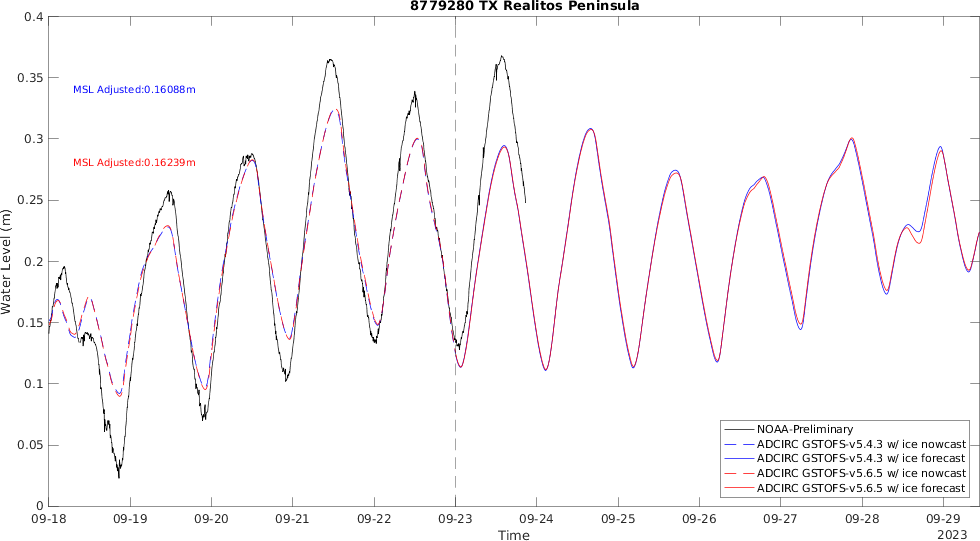 8779280 TX Realitos Peninsula
0.4
0.35
0.3
0.25
0.2
0.15
0.1
0.05
0
Water Level (m)
MSL Adjusted:0.16088m
MSL Adjusted:0.16239m
NOAA-Preliminary
ADCIRC GSTOFS-v5.4.3 w/ ice nowcast
ADCIRC GSTOFS-v5.4.3 w/ ice forecast
ADCIRC GSTOFS-v5.6.5 w/ ice nowcast
ADCIRC GSTOFS-v5.6.5 w/ ice forecast
09-18 09-19 09-20 09-21 09-22 09-23 09-24 09-25 09-26 09-27 09-28 09-29
Time
2023